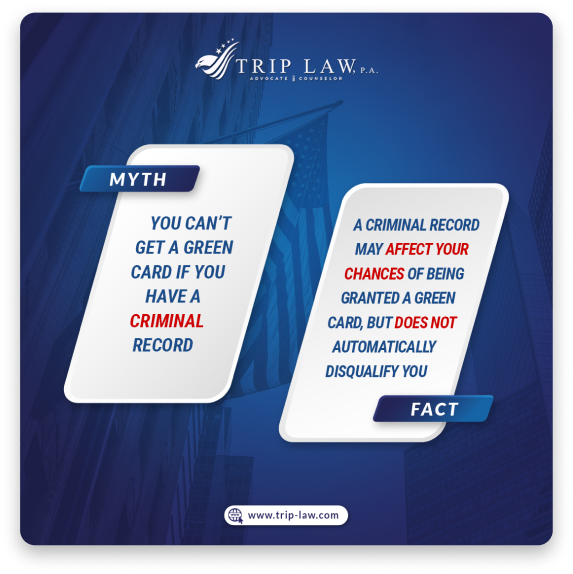 TRIP LAW, P.A.
ADVOCATE & COUNSELOR
MYTH
YOU CAN'T
GET A GREEN
CARD IF YOU
HAVE A
CRIMINAL
RECORD
A CRIMINAL RECORD
MAY AFFECT YOUR
CHANCES OF BEING
GRANTED A GREEN
CARD, BUT DOES NOT
AUTOMATICALLY
DISQUALIFY YOU
FACT
www.trip-law.com